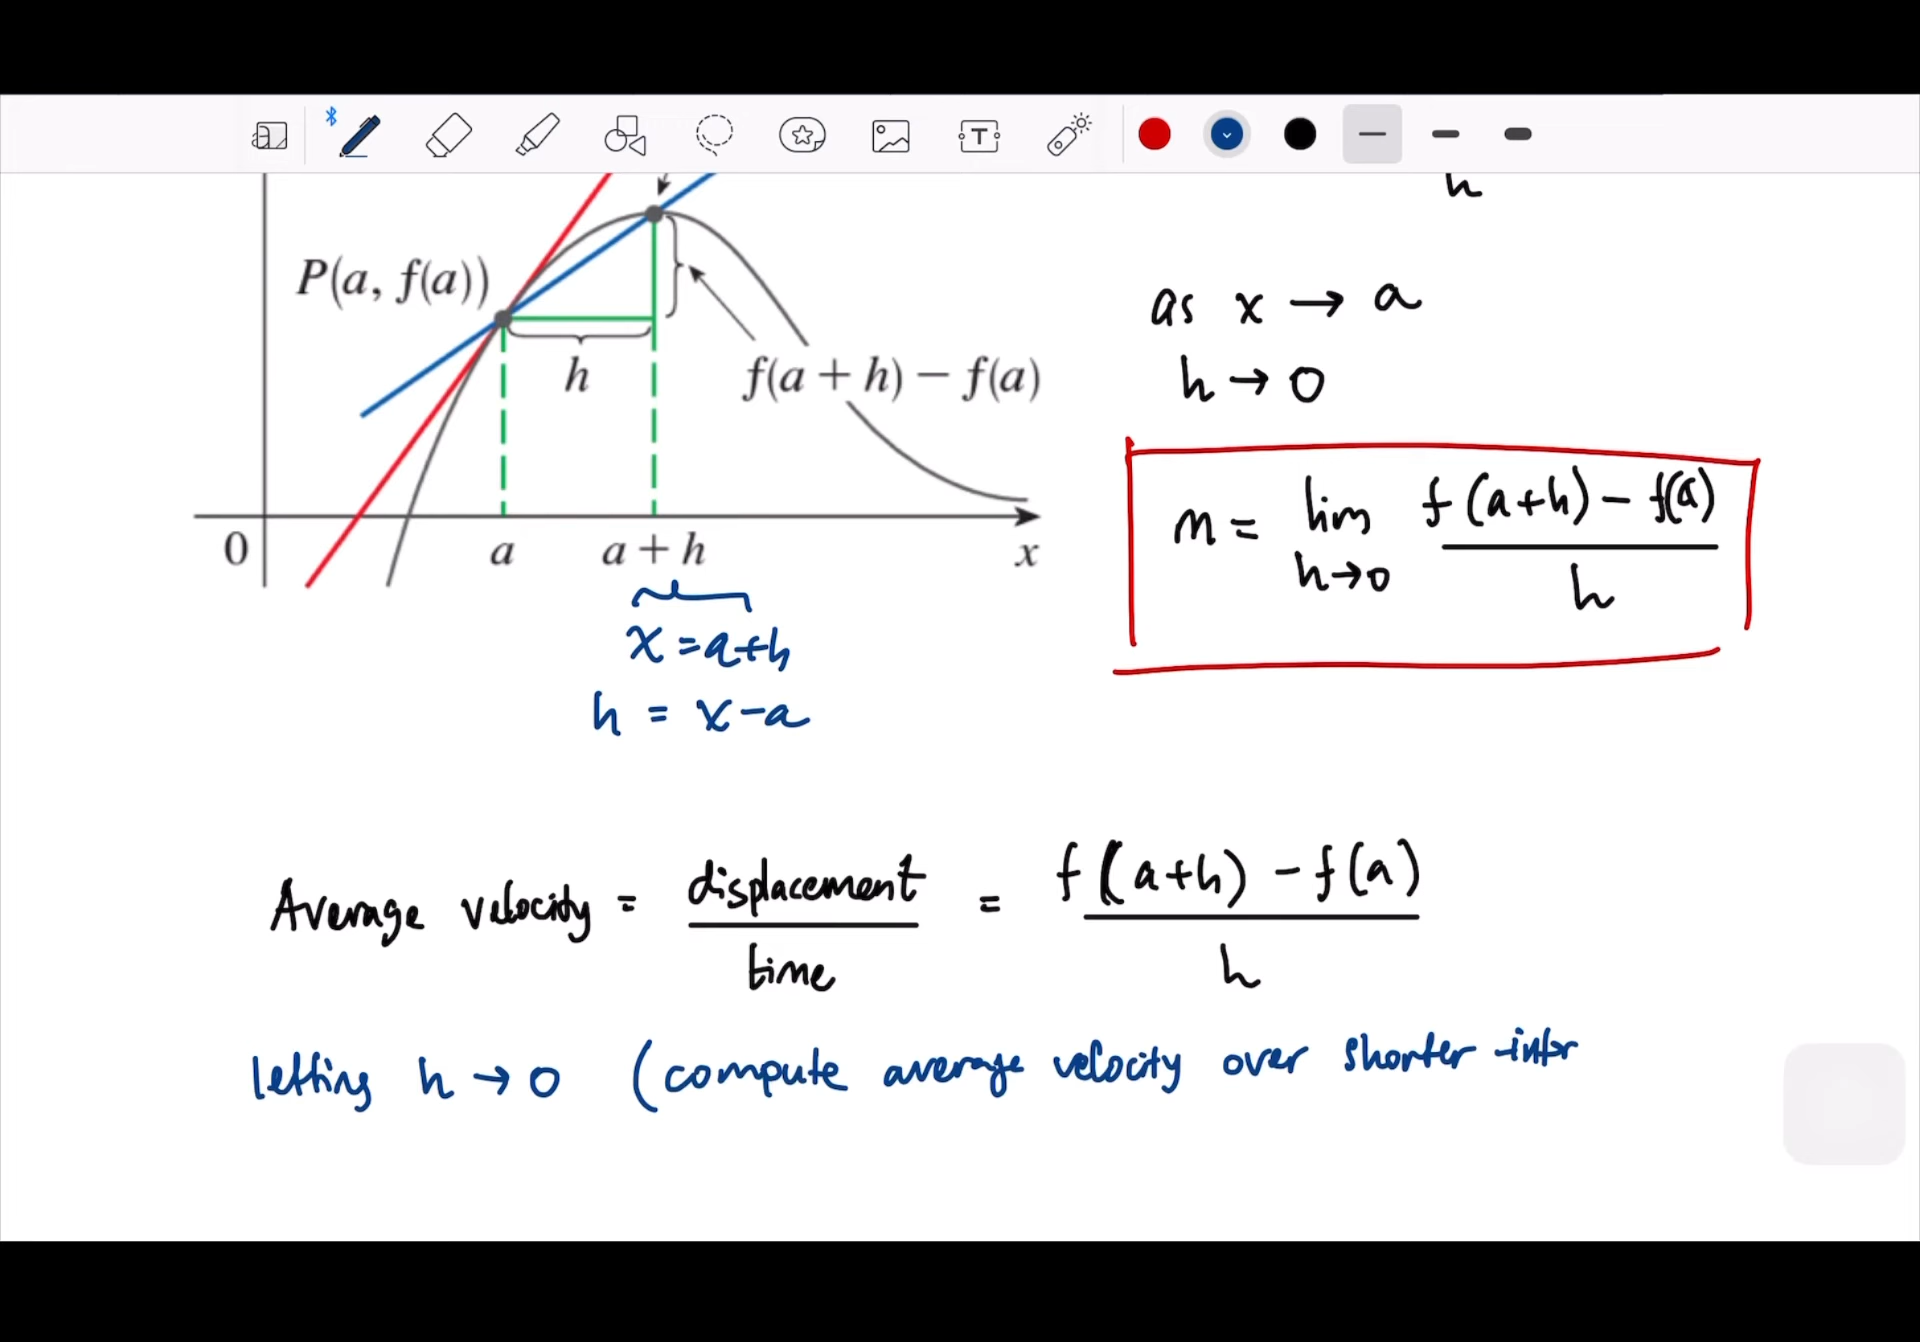 h
P(a, f(a))
h
f(a + h) − f(a)
0
a
a + h
x
x = a+h
h = x−a
as x → a
h → 0
m = lim h→0 f(a+h) − f(a) / h
Average velocity = displacement / time = f(a+h) − f(a) / h
letting h → 0 (compute average velocity over shorter